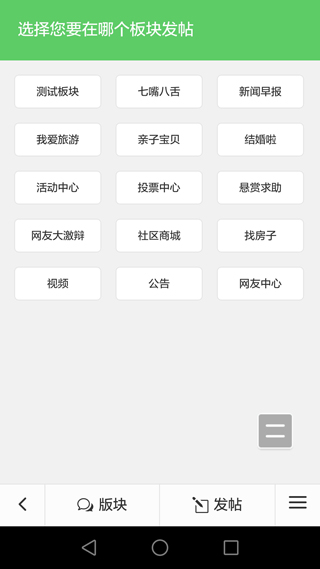 选择您要在哪个板块发帖
测试板块 七嘴八舌 新闻早报
我爱旅游 亲子宝贝 结婚啦
活动中心 投票中心 悬赏求助
网友大激辩 社区商城 找房子
视频 公告 网友中心
版块 发帖